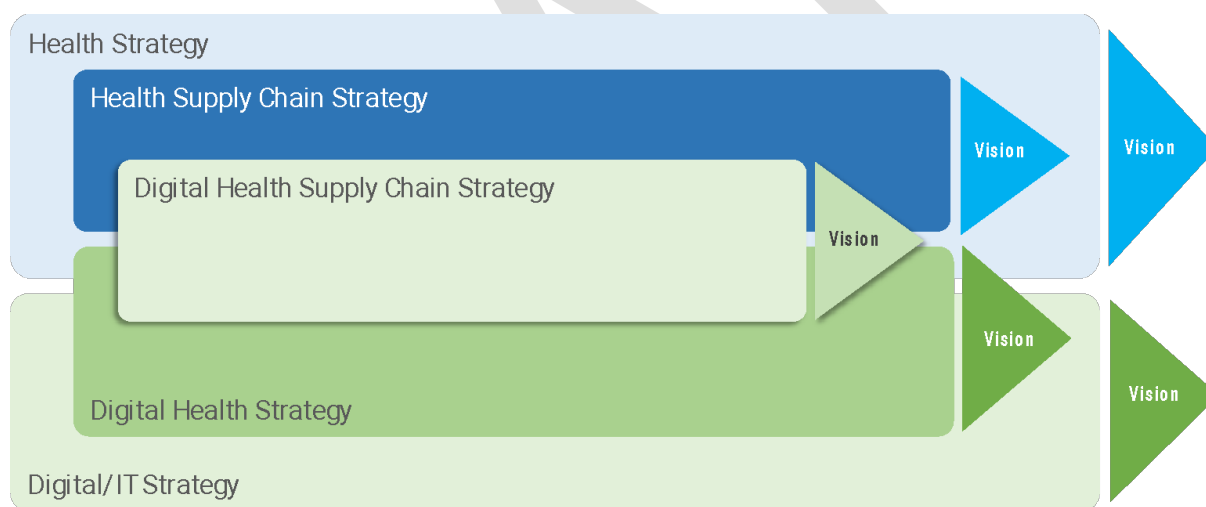 Health Strategy
Health Supply Chain Strategy
Vision
Vision
Digital Health Supply Chain Strategy
Vision
Vision
Digital Health Strategy
Vision
Digital/IT Strategy